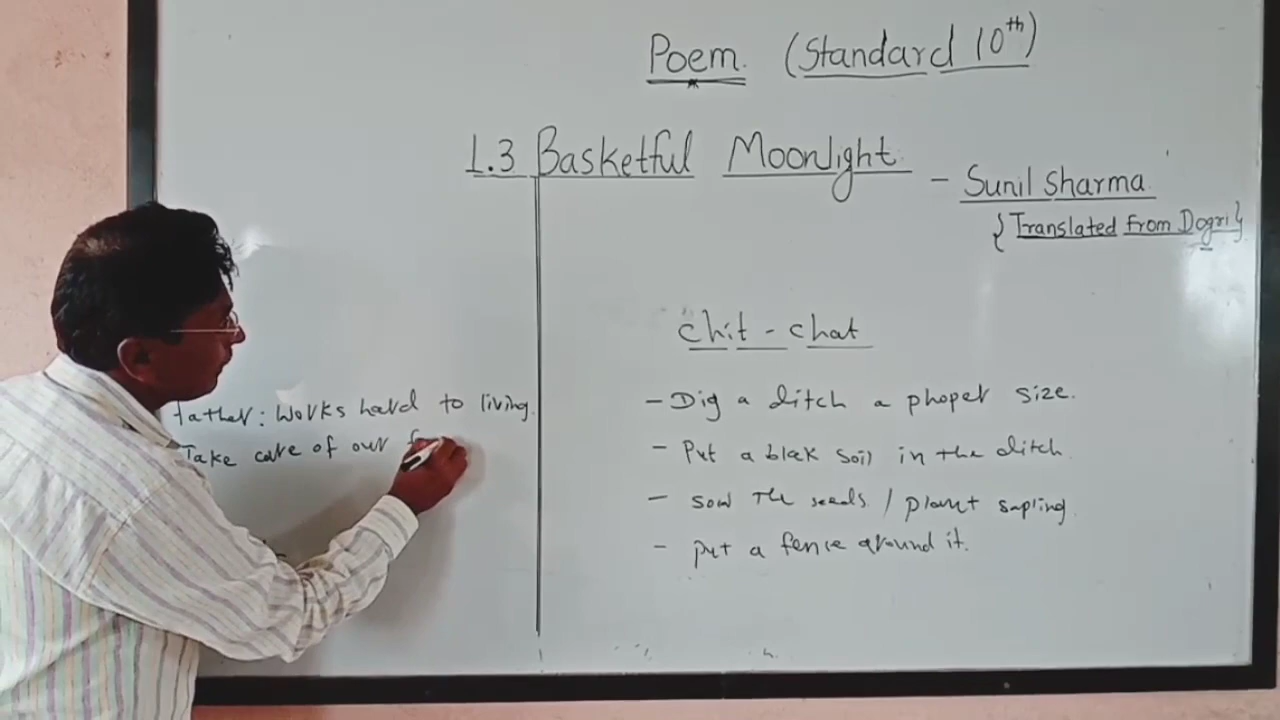 Poem. (Standard 10th)
1.3 Basketful Moonlight
- Sunil Sharma
{Translated from Dogri}
Chit-chat
- Dig a ditch a phoper size.
- Put a blek soil in the ditch
- sow The seeds / plant sapling
- put a fence around it.
father: Works hard to living.
Take care of our